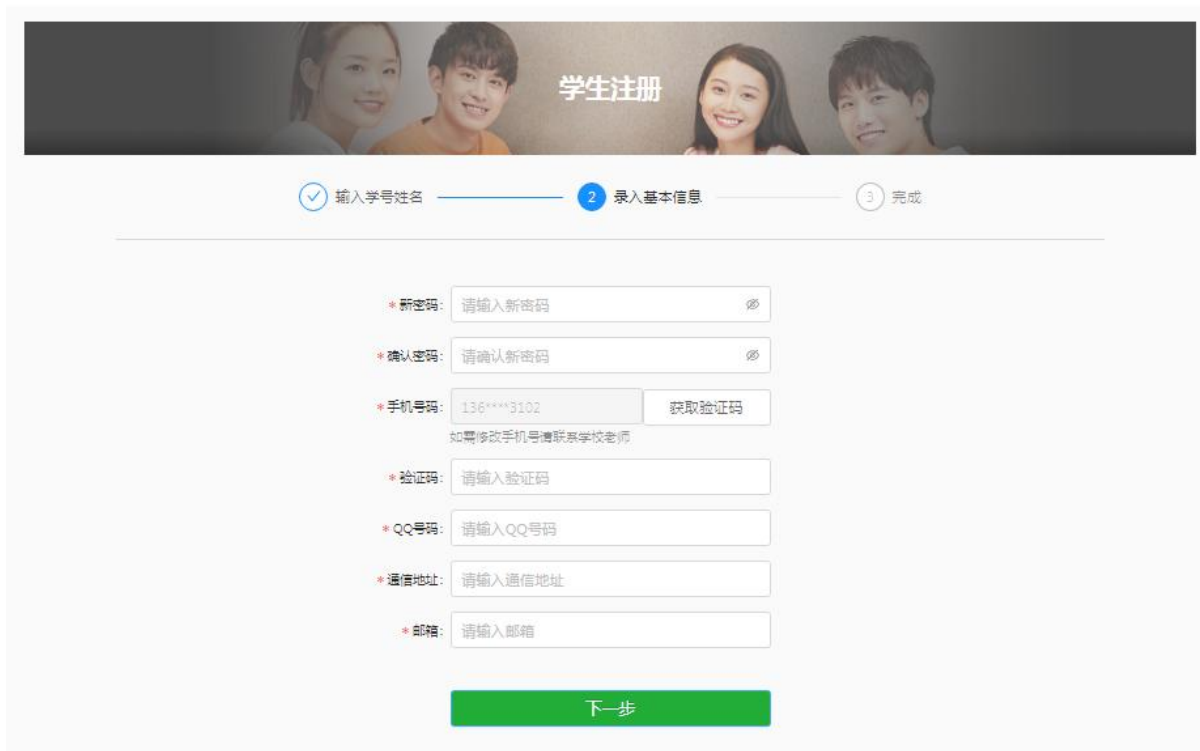 学生注册
输入学号姓名 2 录入基本信息 3 完成
* 新密码: 请输入新密码
* 确认密码: 请确认新密码
* 手机号码: 136****3102 获取验证码
如需修改手机号请联系学校老师
* 验证码: 请输入验证码
* QQ号码: 请输入QQ号码
* 通信地址: 请输入通信地址
* 邮箱: 请输入邮箱
下一步